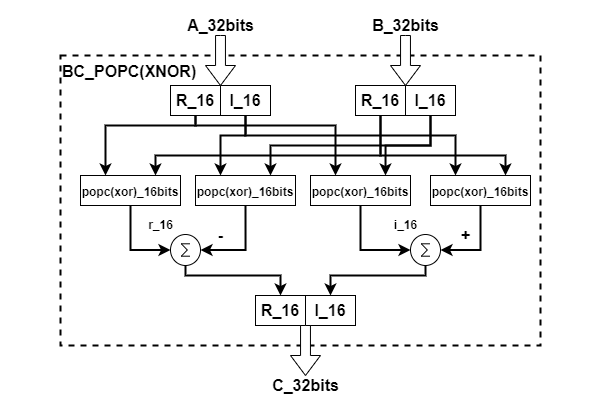 A_32bits B_32bits
BC_POPC(XNOR)
R_16 I_16 R_16 I_16
popc(xor)_16bits popc(xor)_16bits popc(xor)_16bits popc(xor)_16bits
r_16 - i_16 +
Σ Σ
R_16 I_16
C_32bits